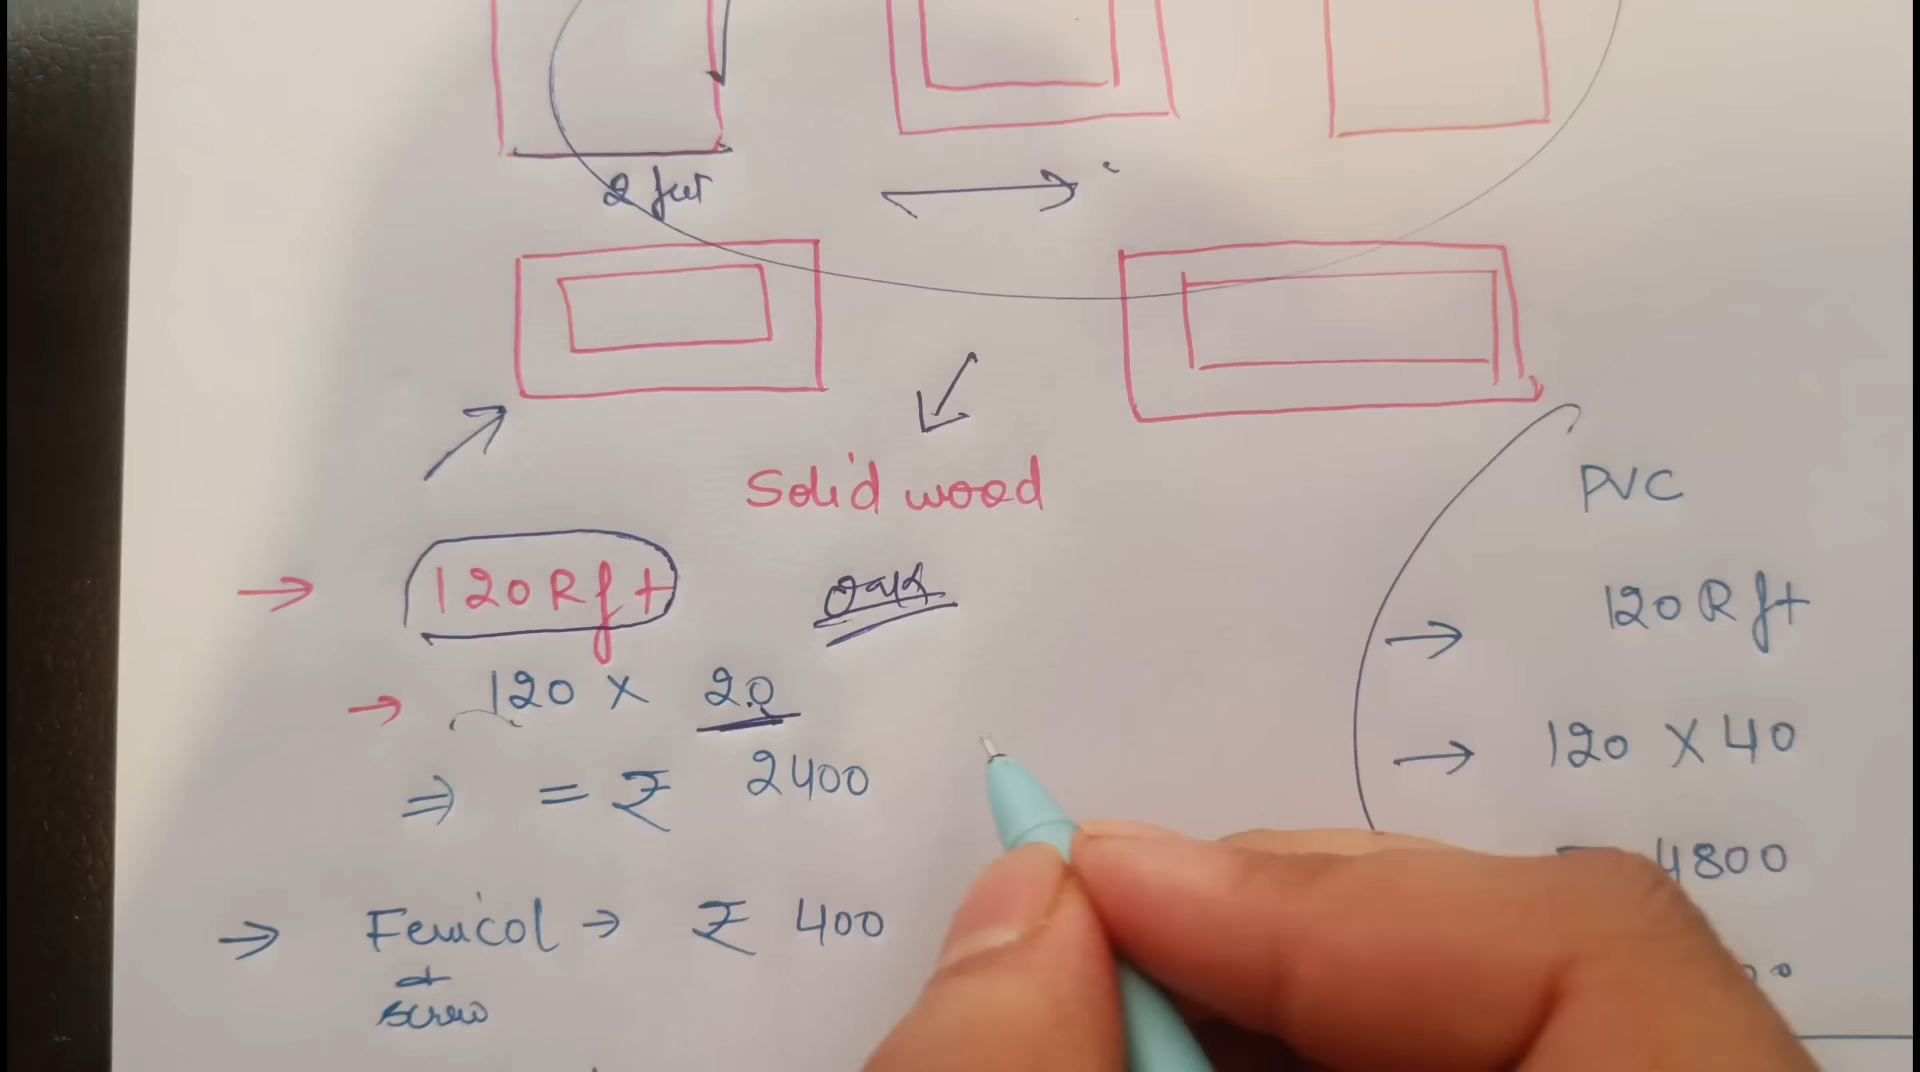 2 feet
Solid wood
PVC
120 Rft
120 Rft
120 x 20
120 X 40
= ₹ 2400
4800
Fevicol → ₹ 400
screw